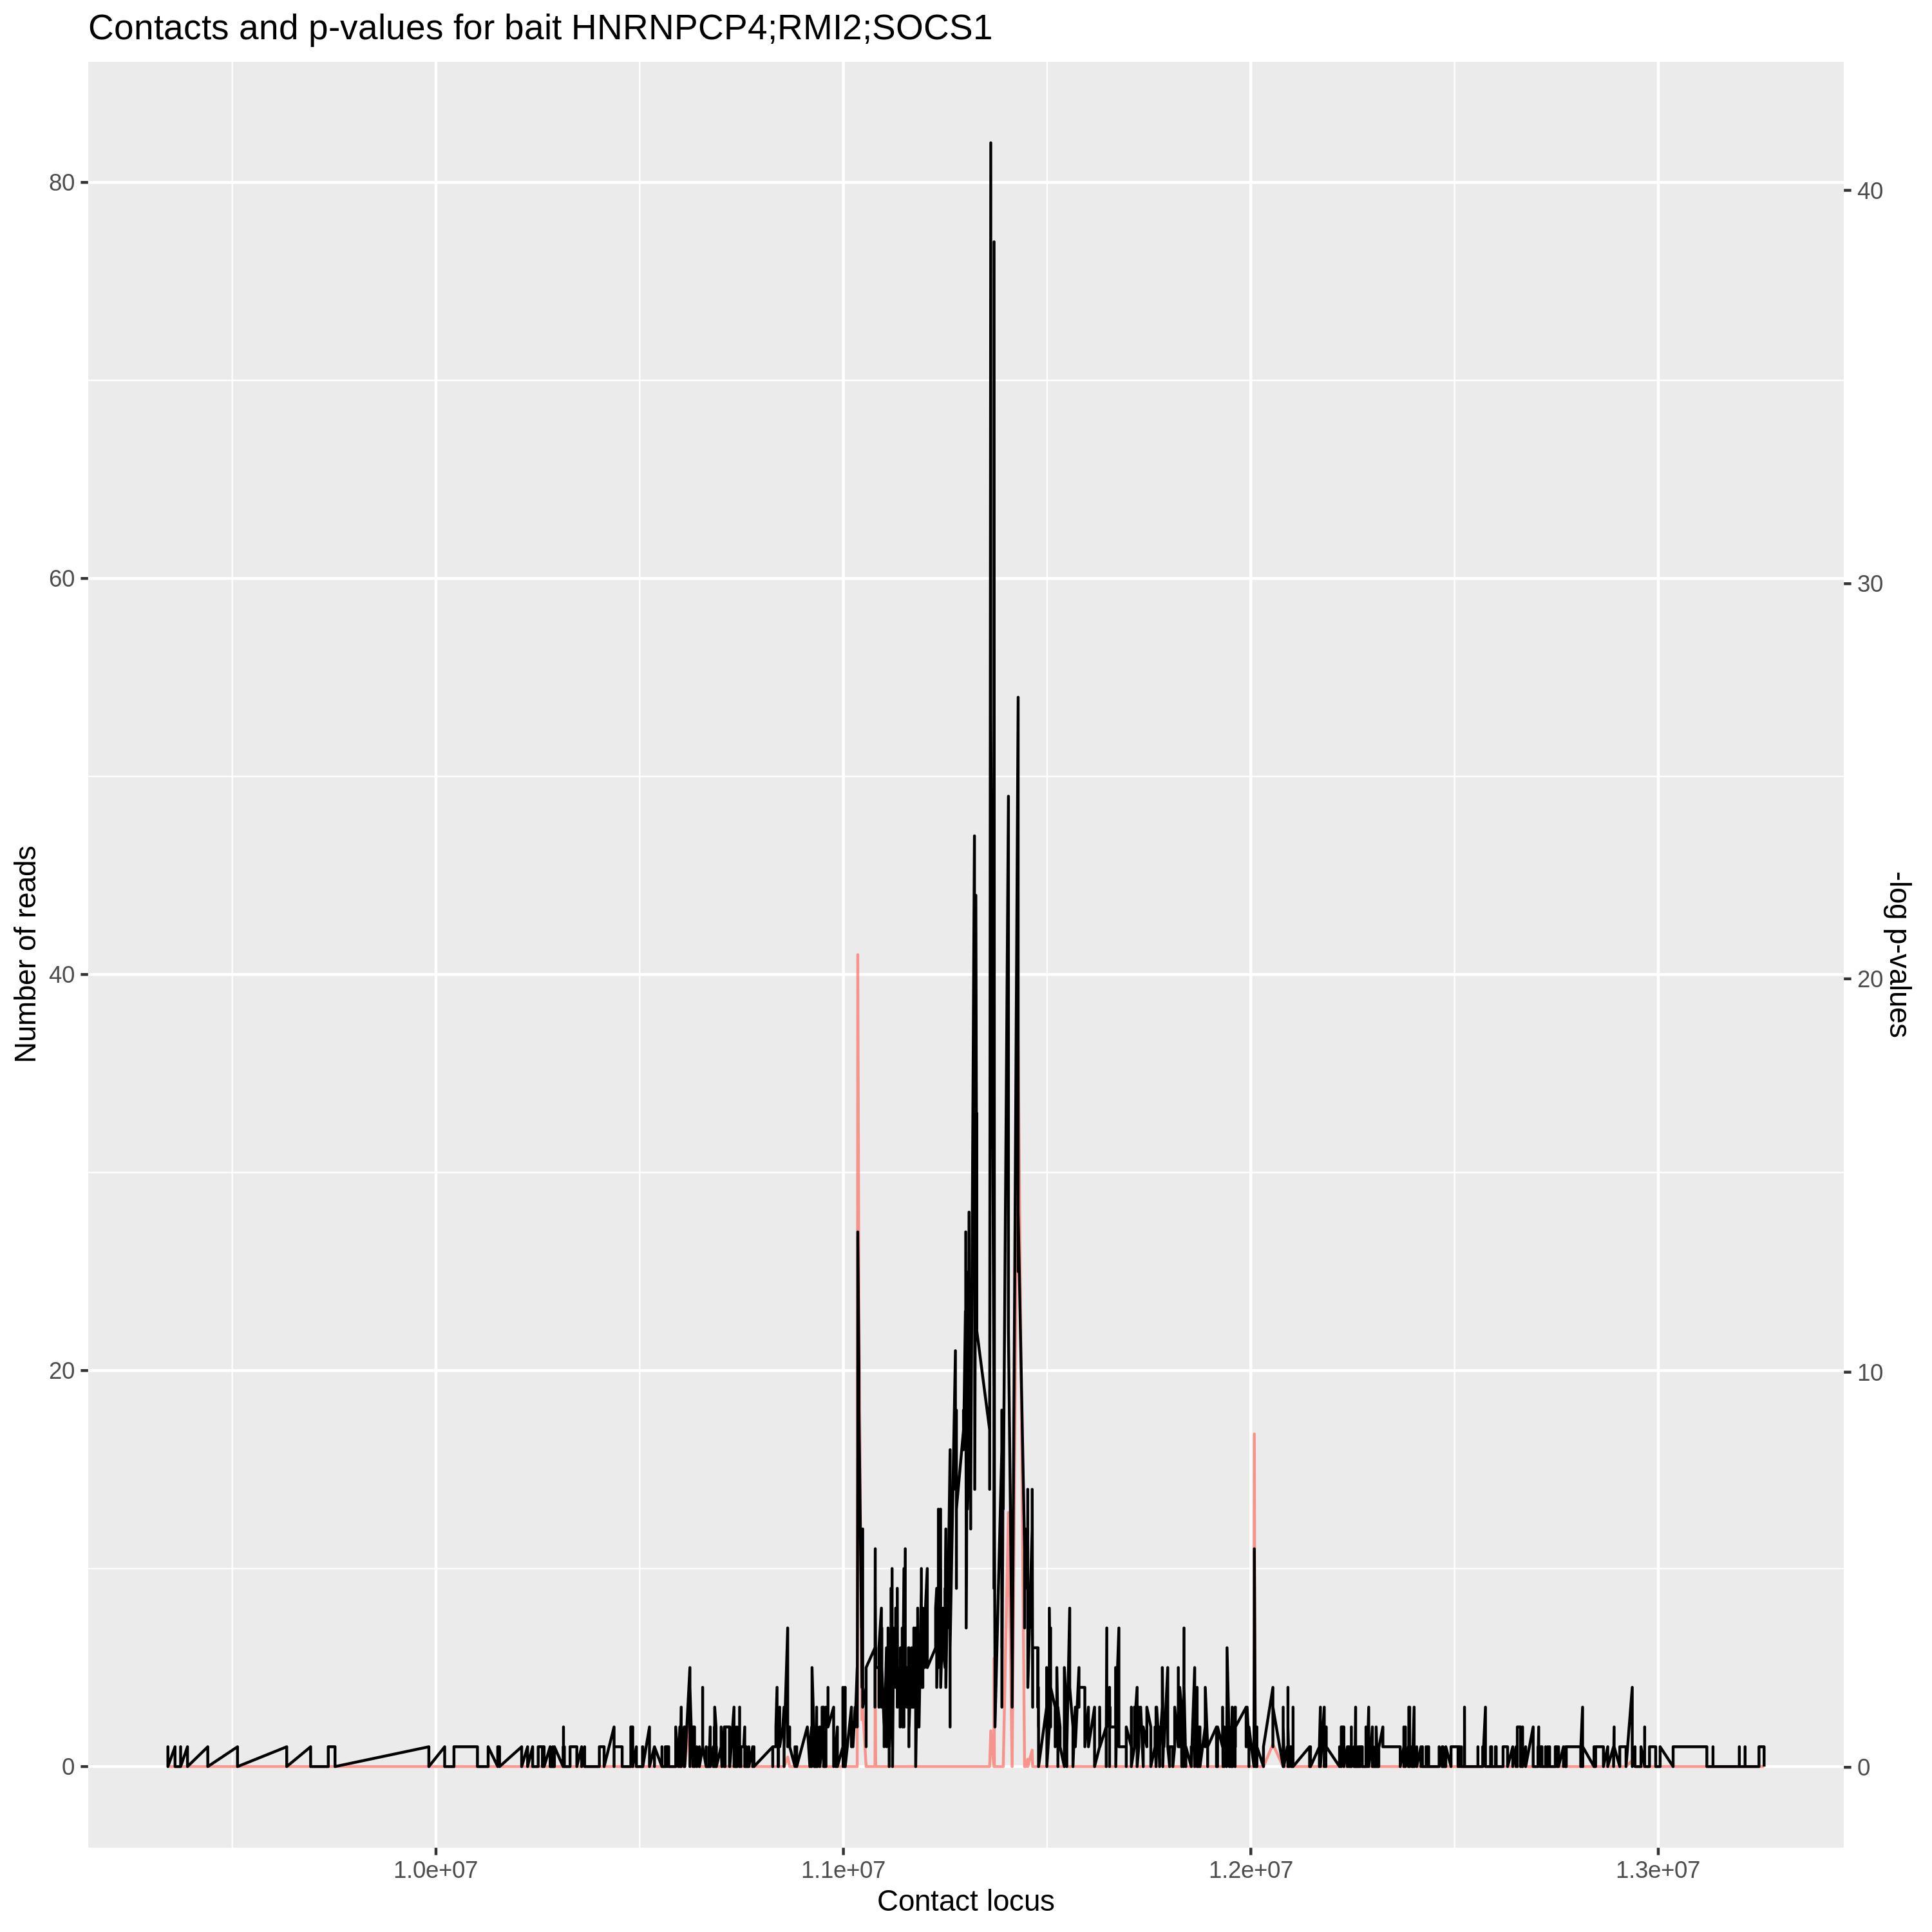 Contacts and p-values for bait HNRNPCP4;RMI2;SOCS1
80
60
40
20
0
Number of reads
40
30
20
10
0
-log p-values
1.0e+07
1.1e+07
1.2e+07
1.3e+07
Contact locus